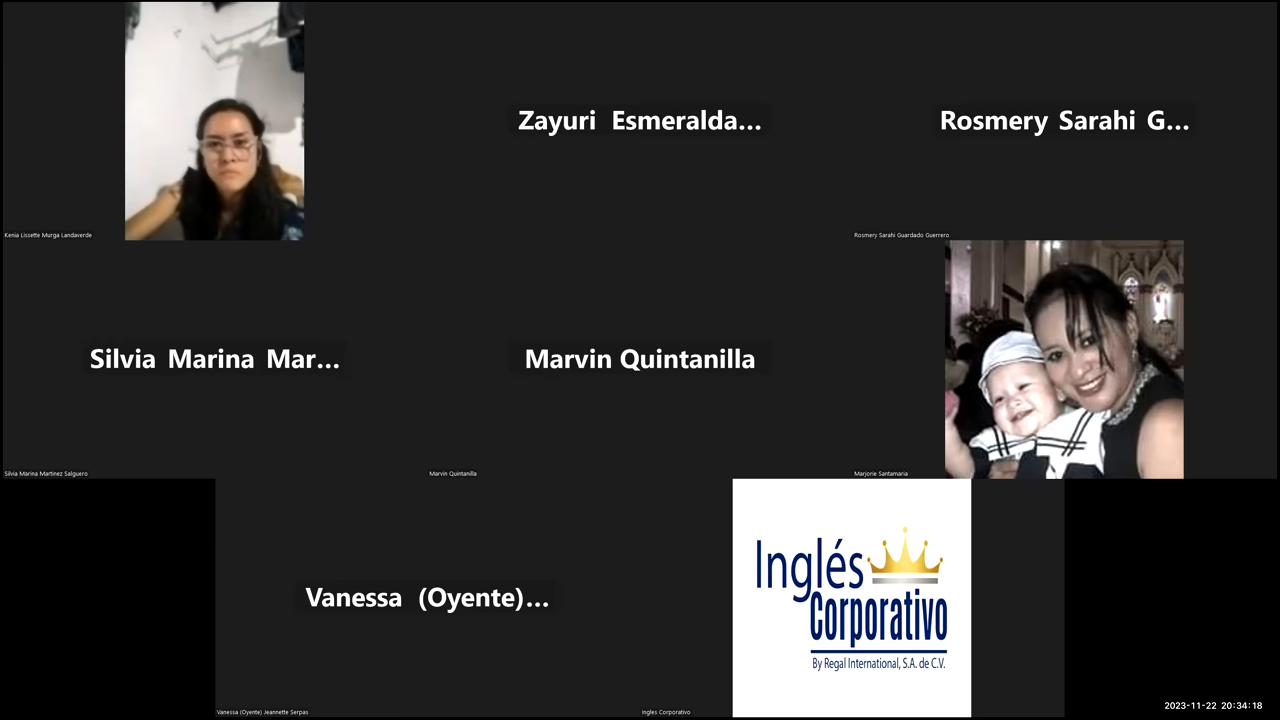 Zayuri Esmeralda...
Rosmery Sarahi G...
Kenia Lissette Murga Landaverde
Rosmery Sarahi Guardado Guerrero
Silvia Marina Mar...
Marvin Quintanilla
Silvia Marina Martinez Salguero
Marvin Quintanilla
Marjorie Santamaria
Vanessa (Oyente)...
Inglés
Corporativo
By Regal International, S.A. de C.V.
Vanessa (Oyente) Jeannette Serpas
Ingles Corporativo
2023-11-22 20:34:18